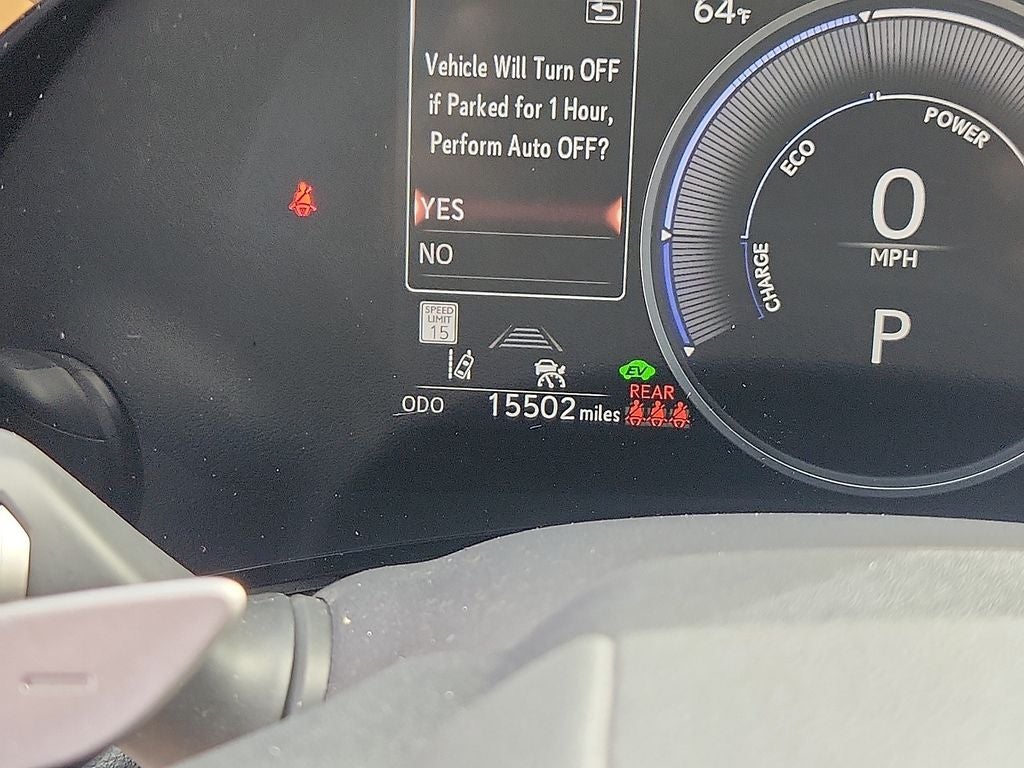 64°F
Vehicle Will Turn OFF
if Parked for 1 Hour,
Perform Auto OFF?
YES
NO
POWER
ECO
CHARGE
0
MPH
P
SPEED
LIMIT
15
EV
REAR
ODO 15502 miles